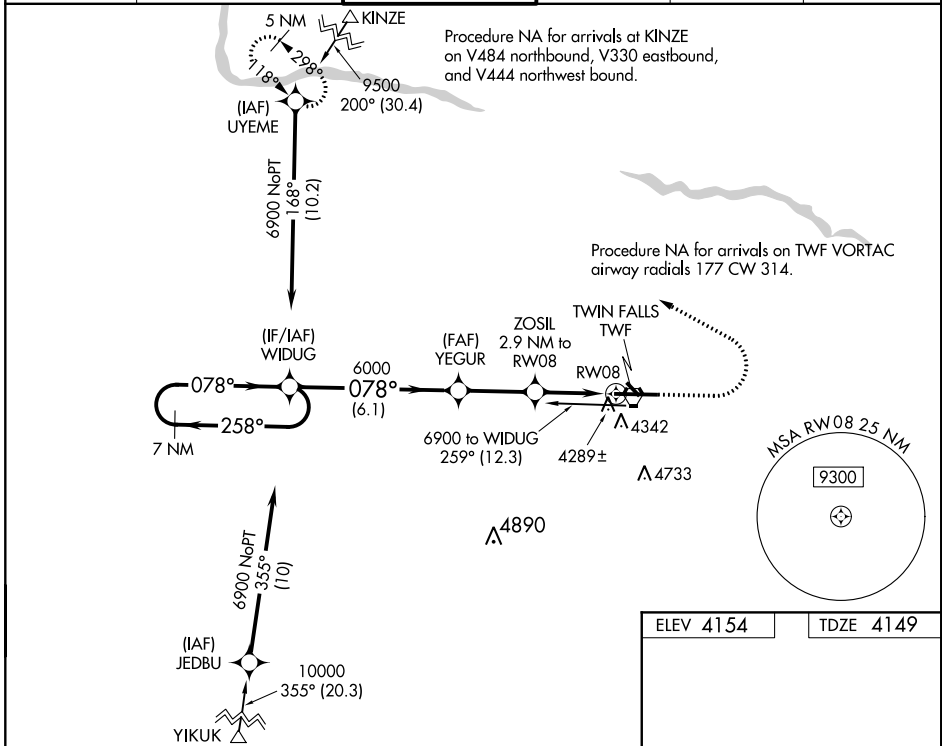 5 NM
KINZE
298°
118°
9500
200° (30.4)
Procedure NA for arrivals at KINZE
on V484 northbound, V330 eastbound,
and V444 northwest bound.
(IAF)
UYEME
6900 NoPT
168°
(10.2)
Procedure NA for arrivals on TWF VORTAC
airway radials 177 CW 314.
(IF/IAF)
WIDUG
078°
258°
7 NM
6000
078°
(6.1)
(FAF)
YEGUR
ZOSIL
2.9 NM to
RW08
TWIN FALLS
TWF
RW08
6900 to WIDUG
259° (12.3)
4289±
4342
4733
4890
MSA RW08 25 NM
9300
6900 NoPT
355°
(10)
(IAF)
JEDBU
10000
355° (20.3)
YIKUK
ELEV 4154
TDZE 4149